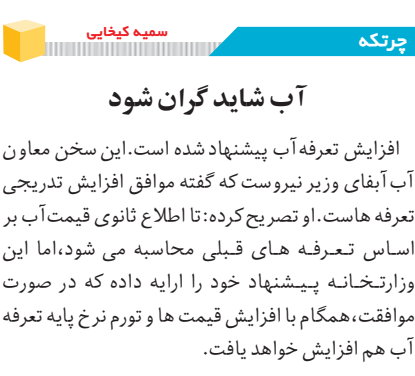 سمیه کیخایی
چرتکه
آب شاید گران شود
افزایش تعرفه آب پیشنهاد شده است.این سخن معاون
آب آبفای وزیر نیروست که گفته موافق افزایش تدریجی
تعرفه هاست.او تصریح کرده:تا اطلاع ثانوی قیمت آب بر
اساس تعرفه های قبلی محاسبه می شود،اما این
وزارتخانه پیشنهاد خود را ارایه داده که در صورت
موافقت،همگام با افزایش قیمت ها و تورم نرخ پایه تعرفه
آب هم افزایش خواهد یافت.